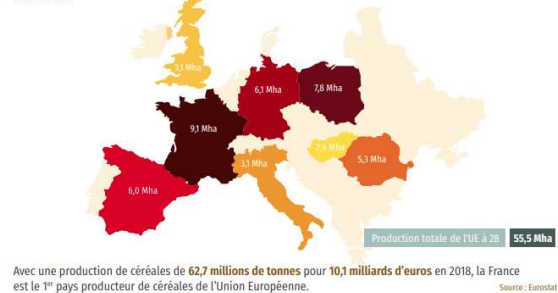 3,1 Mha
6,1 Mha
7,8 Mha
9,1 Mha
3,1 Mha
2,4 Mha
5,3 Mha
6,0 Mha
Production totale de l'UE à 28 55,5 Mha
Avec une production de céréales de 62,7 millions de tonnes pour 10,1 milliards d'euros en 2018, la France
est le 1er pays producteur de céréales de l'Union Européenne.
Source : Eurostat